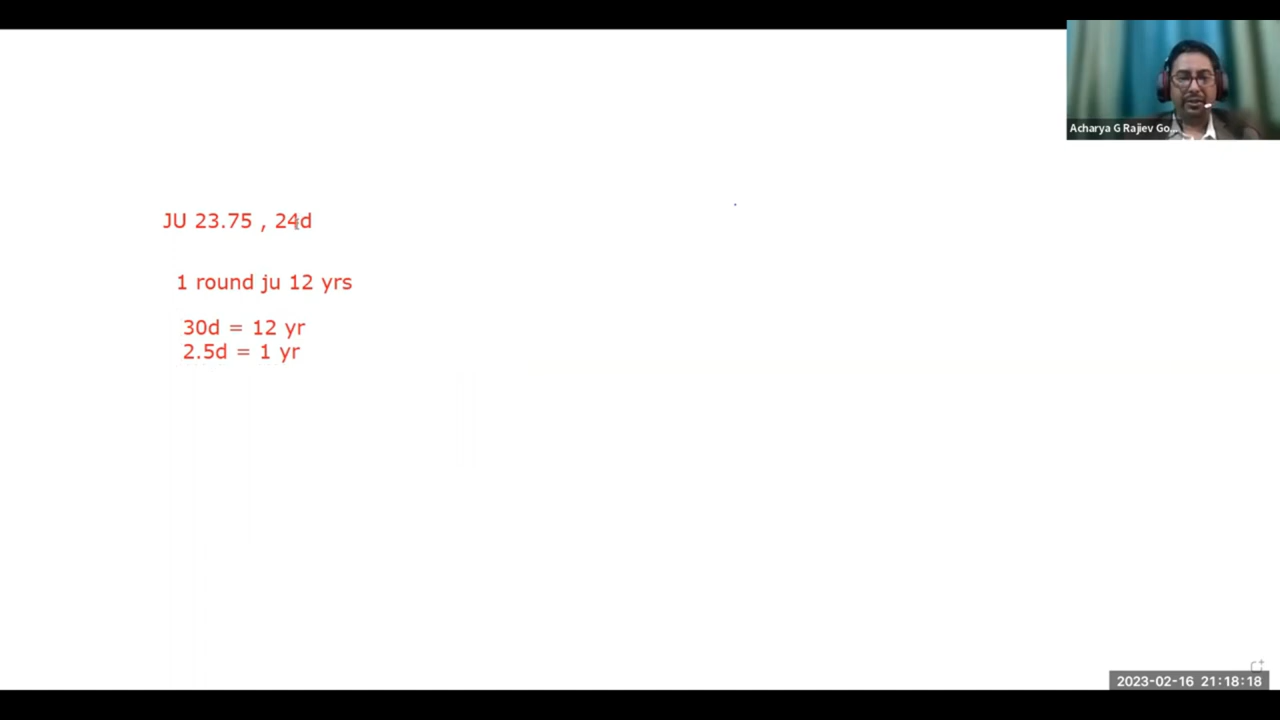 Acharya G Rajiev Go...
JU 23.75 , 24d
1 round ju 12 yrs
30d = 12 yr
2.5d = 1 yr
2023-02-16 21:18:18